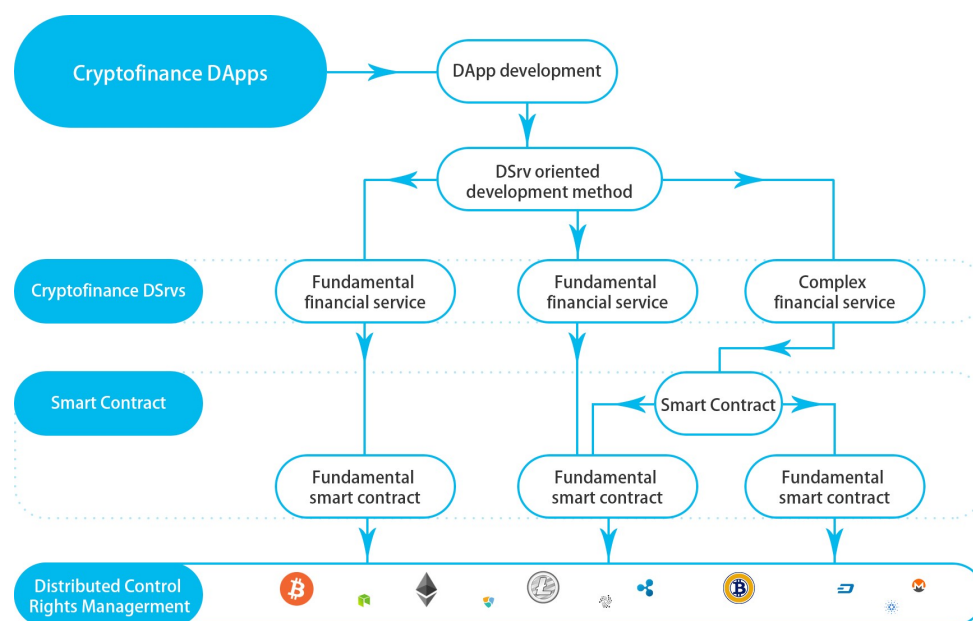 Cryptofinance DApps
DApp development
DSrv oriented
development method
Cryptofinance DSrvs
Fundamental
financial service
Fundamental
financial service
Complex
financial service
Smart Contract
Smart Contract
Fundamental
smart contract
Fundamental
smart contract
Fundamental
smart contract
Distributed Control
Rights Managerment